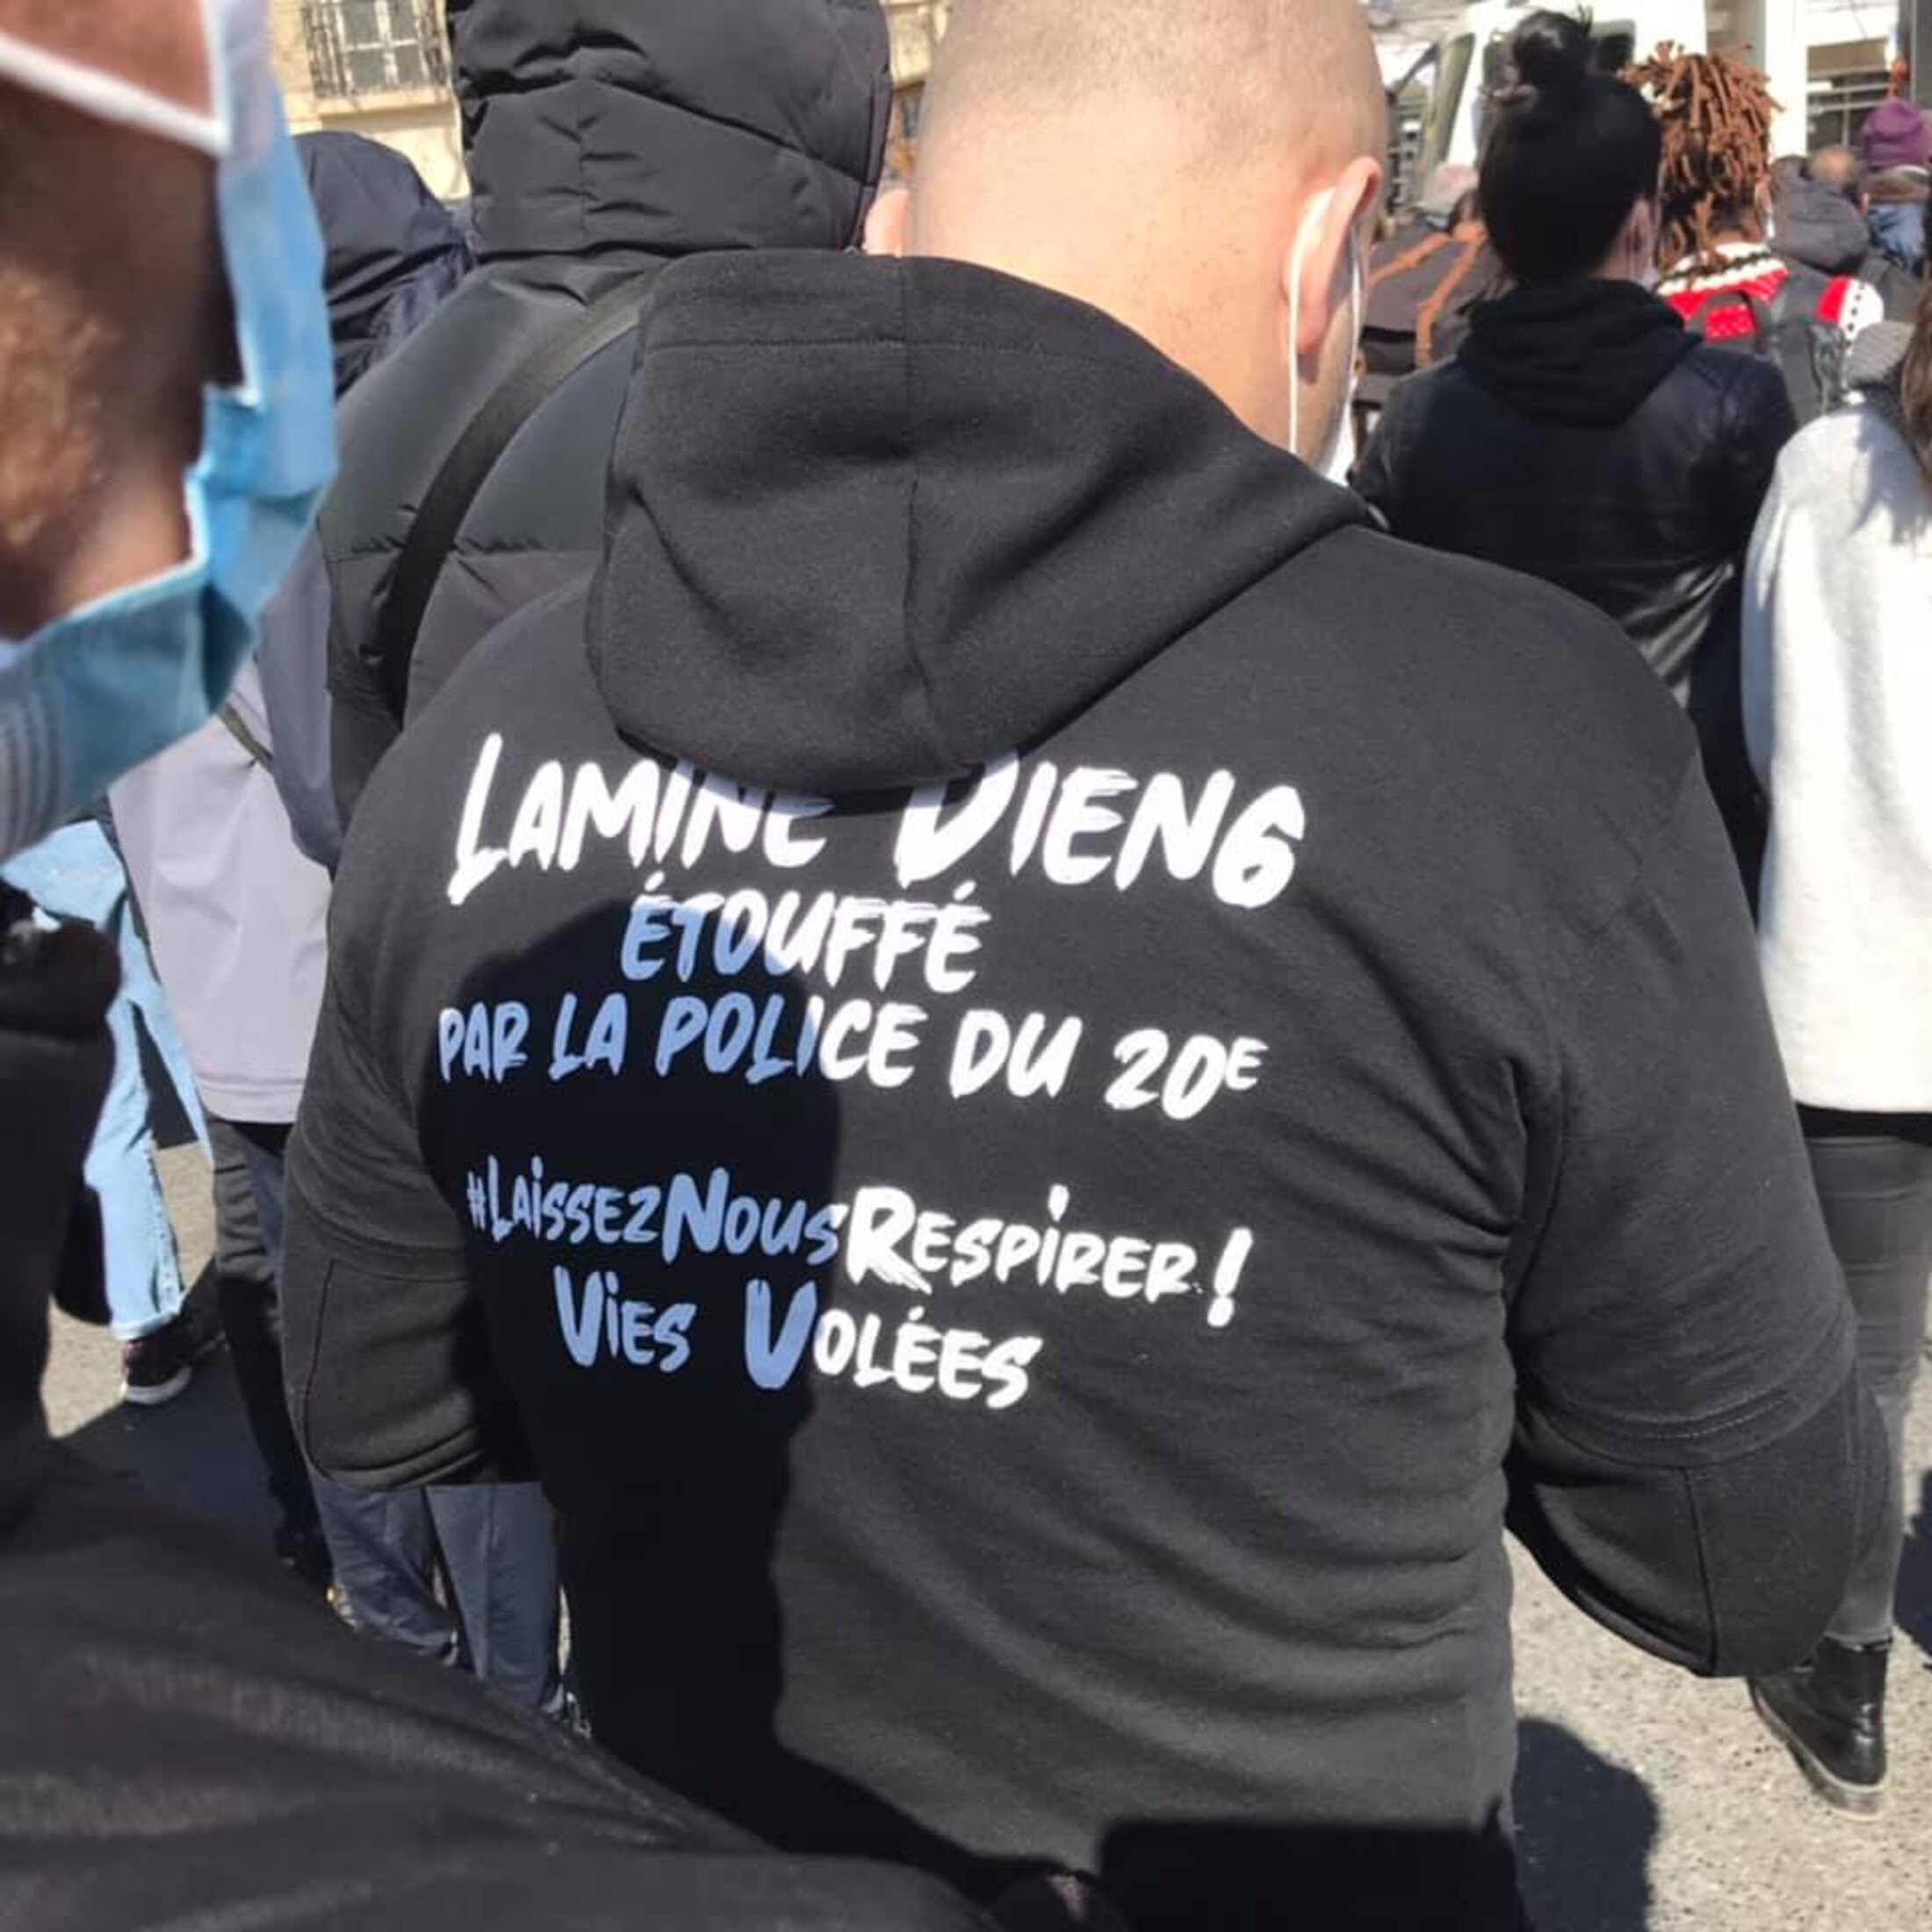 LAMINE DIENG
ÉTOUFFÉ
PAR LA POLICE DU 20E
#LAISSEZNOUSRESPIRER!
VIES VOLÉES